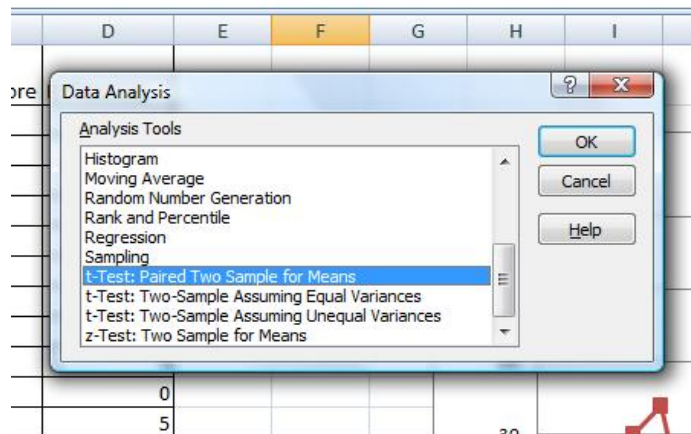 D E F G H I
ore
Data Analysis
?
X
Analysis Tools
Histogram
Moving Average
Random Number Generation
Rank and Percentile
Regression
Sampling
t-Test: Paired Two Sample for Means
t-Test: Two-Sample Assuming Equal Variances
t-Test: Two-Sample Assuming Unequal Variances
z-Test: Two Sample for Means
OK
Cancel
Help
0
5